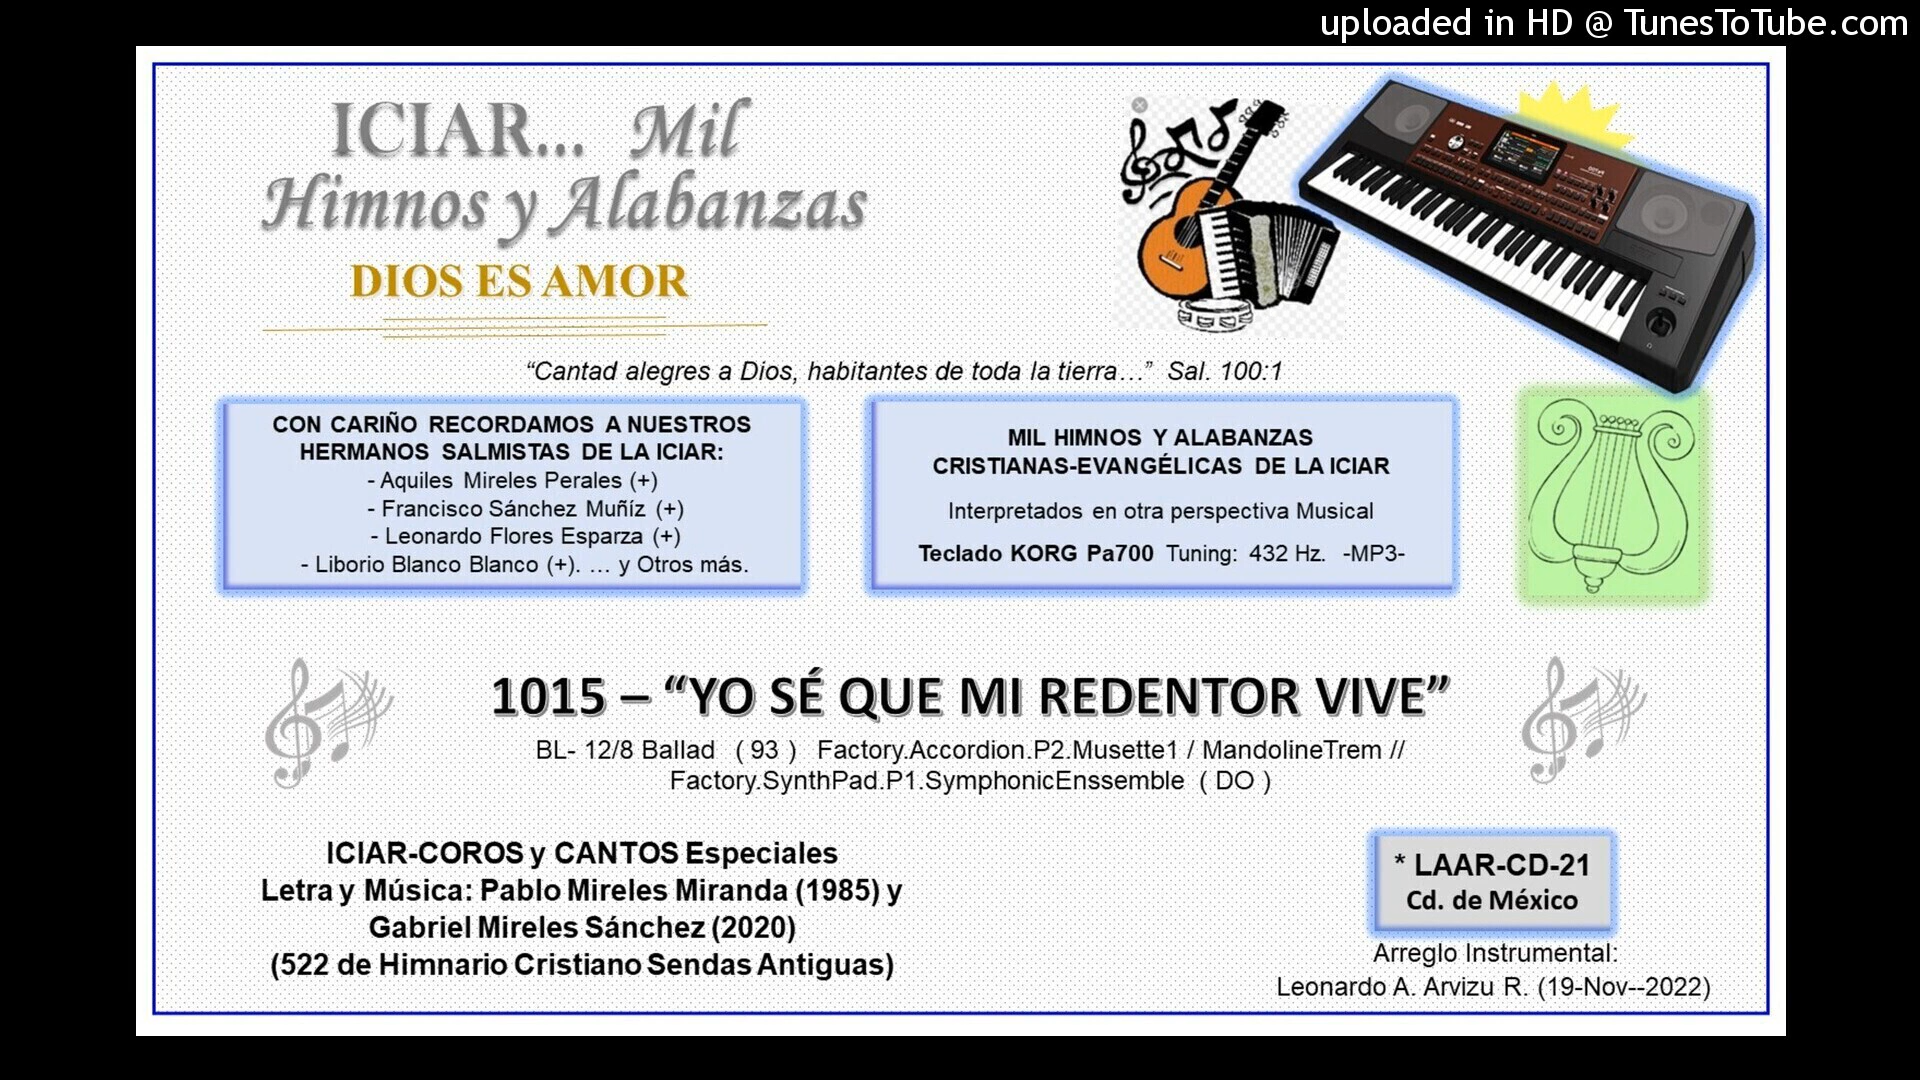 uploaded in HD @ TunesToTube.com
ICIAR... Mil
Himnos y Alabanzas
DIOS ES AMOR
“Cantad alegres a Dios, habitantes de toda la tierra…” Sal. 100:1
CON CARIÑO RECORDAMOS A NUESTROS
HERMANOS SALMISTAS DE LA ICIAR:
- Aquiles Mireles Perales (+)
- Francisco Sánchez Muñíz (+)
- Leonardo Flores Esparza (+)
- Liborio Blanco Blanco (+). … y Otros más.
MIL HIMNOS Y ALABANZAS
CRISTIANAS-EVANGÉLICAS DE LA ICIAR
Interpretados en otra perspectiva Musical
Teclado KORG Pa700 Tuning: 432 Hz. -MP3-
1015 – “YO SÉ QUE MI REDENTOR VIVE”
BL- 12/8 Ballad ( 93 ) Factory.Accordion.P2.Musette1 / MandolineTrem //
Factory.SynthPad.P1.SymphonicEnssemble ( DO )
ICIAR-COROS y CANTOS Especiales
Letra y Música: Pablo Mireles Miranda (1985) y
Gabriel Mireles Sánchez (2020)
(522 de Himnario Cristiano Sendas Antiguas)
* LAAR-CD-21
Cd. de México
Arreglo Instrumental:
Leonardo A. Arvizu R. (19-Nov--2022)